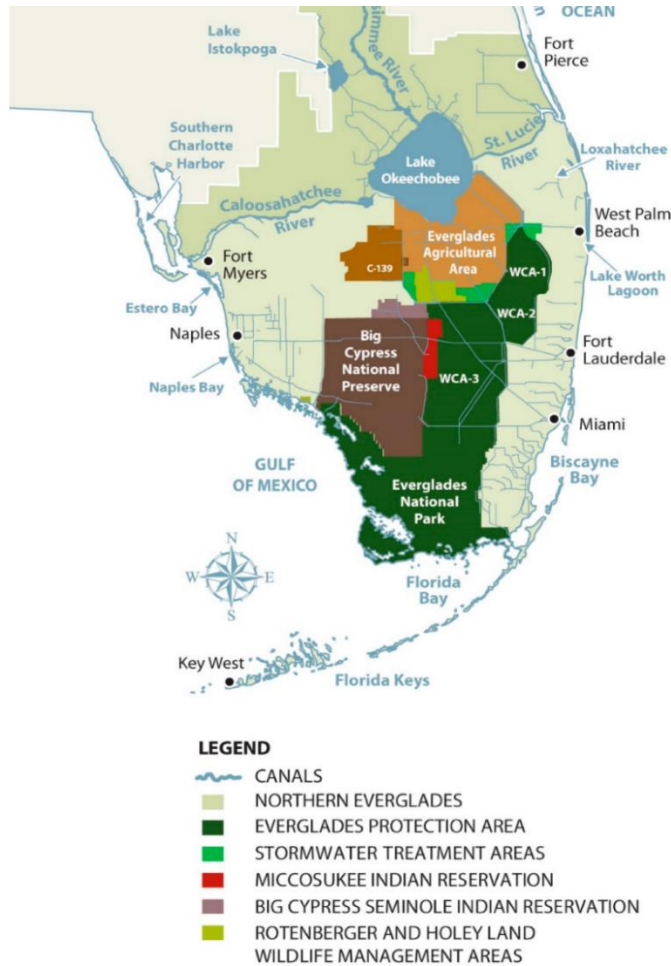 OCEAN
Lake
Istokpoga
Fort
Pierce
Southern
Charlotte
Harbor
St. Lucie
River
Loxahatchee
River
Lake
Okeechobee
Caloosahatchee
River
West Palm
Beach
Everglades
Agricultural
Area
Fort
Myers
C-139
WCA-1
Lake Worth
Lagoon
Estero Bay
WCA-2
Naples
Big
Cypress
National
Preserve
Fort
Lauderdale
Naples Bay
WCA-3
Miami
GULF
OF MEXICO
Biscayne
Bay
Everglades
National
Park
N
W
E
S
Florida
Bay
Key West
Florida Keys
LEGEND
CANALS
NORTHERN EVERGLADES
EVERGLADES PROTECTION AREA
STORMWATER TREATMENT AREAS
MICCOSUKEE INDIAN RESERVATION
BIG CYPRESS SEMINOLE INDIAN RESERVATION
ROTENBERGER AND HOLEY LAND
WILDLIFE MANAGEMENT AREAS